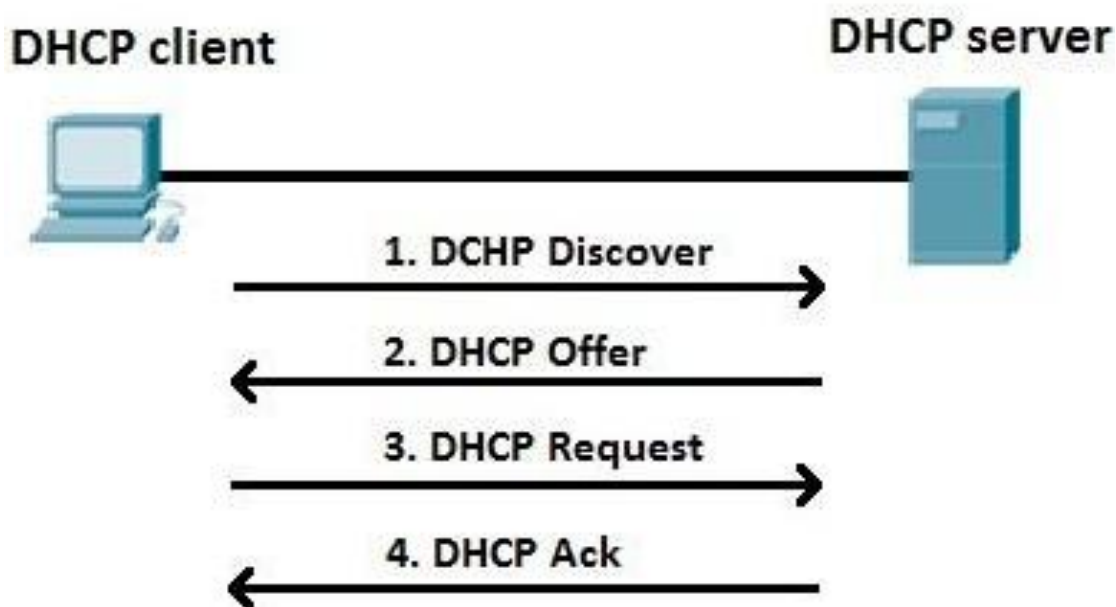 DHCP client
DHCP server
1. DCHP Discover
2. DHCP Offer
3. DHCP Request
4. DHCP Ack